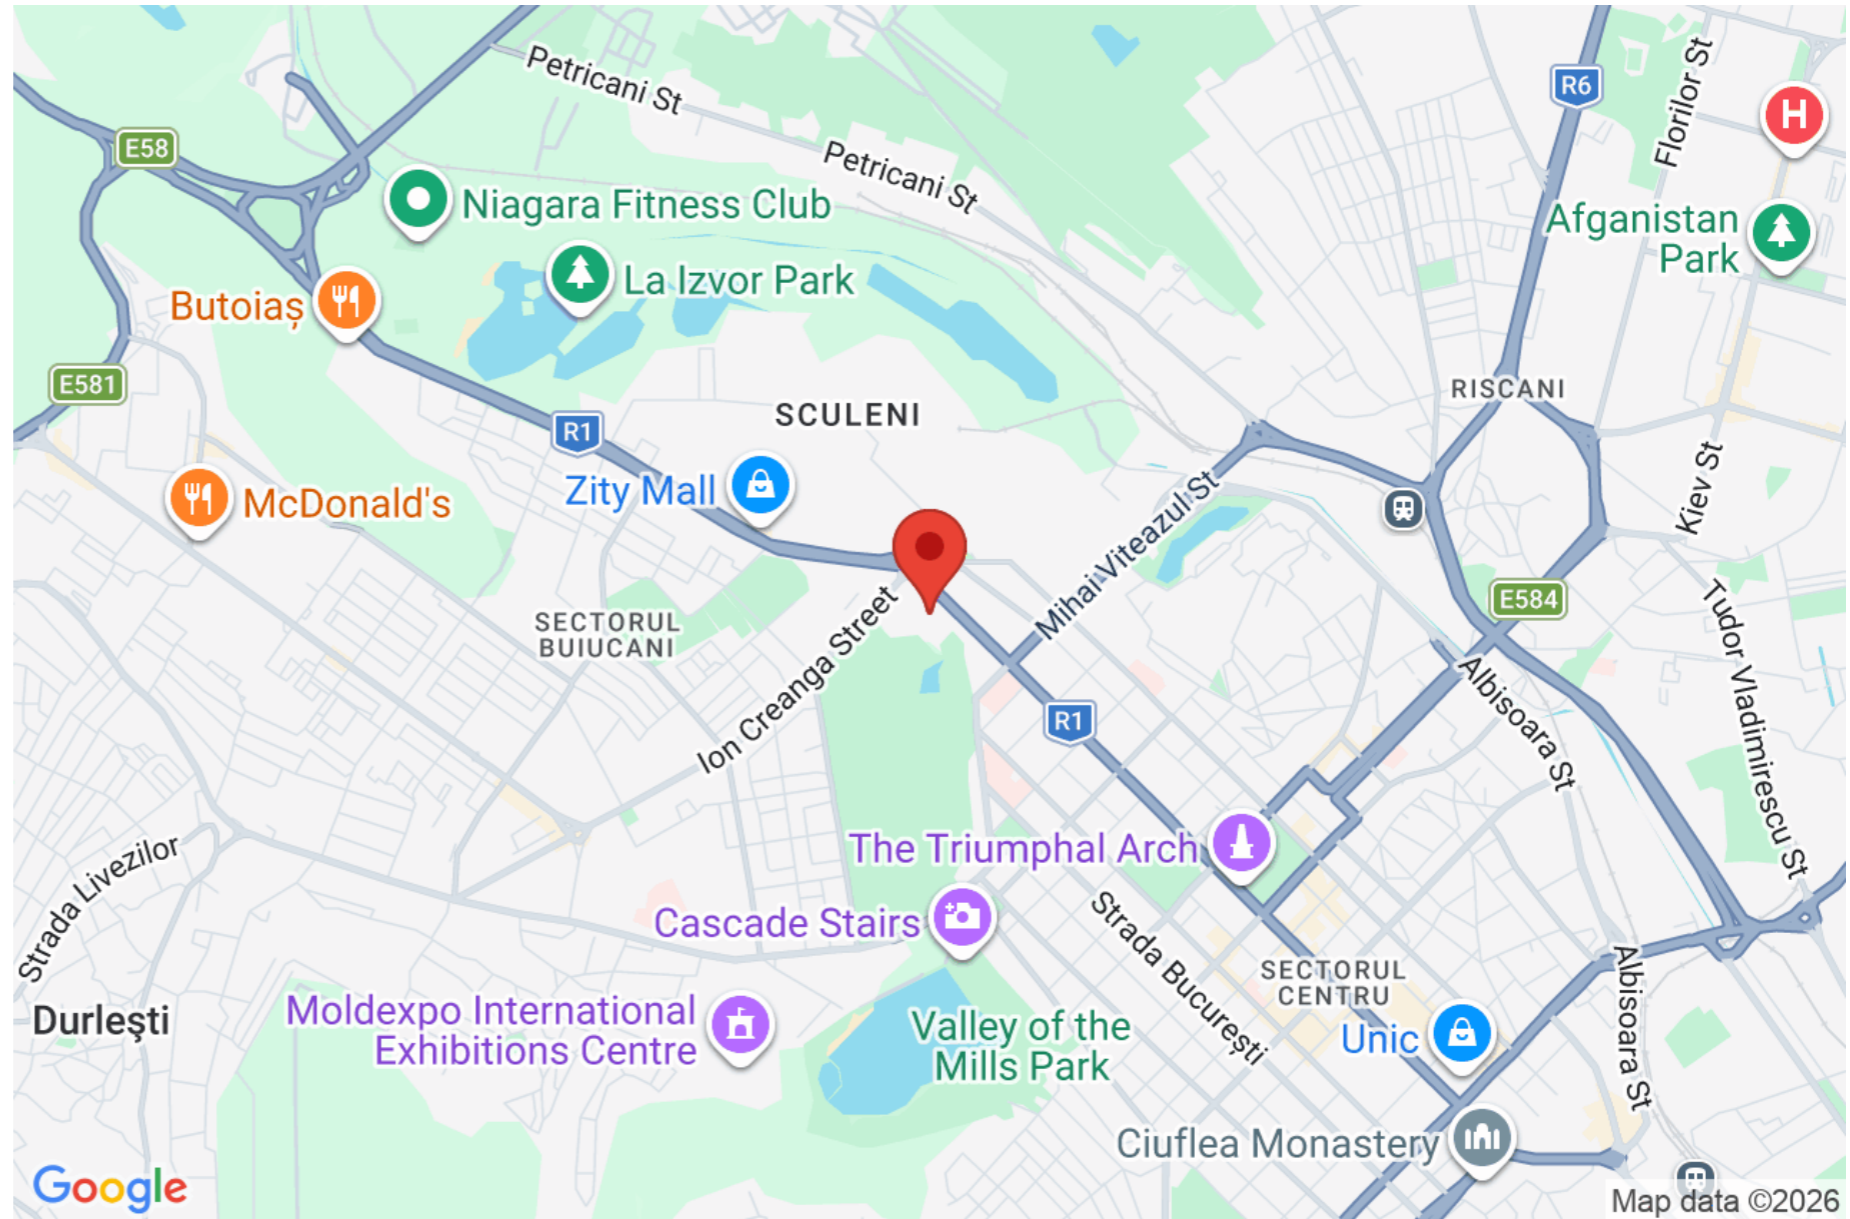 Petricani St
Florilor St
R6
H
E58
Petricani St
Niagara Fitness Club
Afganistan
Park
La Izvor Park
Butoiaș
E581
RISCANI
SCULENI
R1
Kiev St
Zity Mall
McDonald's
Mihai Viteazul St
E584
Ion Creanga Street
SECTORUL
BUIUCANI
Tudor Vladimirescu St
Albisoara St
R1
The Triumphal Arch
Strada Livezilor
Cascade Stairs
Strada București
Albisoara St
SECTORUL
CENTRU
Durleşti
Moldexpo International
Exhibitions Centre
Valley of the
Mills Park
Unic
Ciuflea Monastery
Google
Map data ©2026